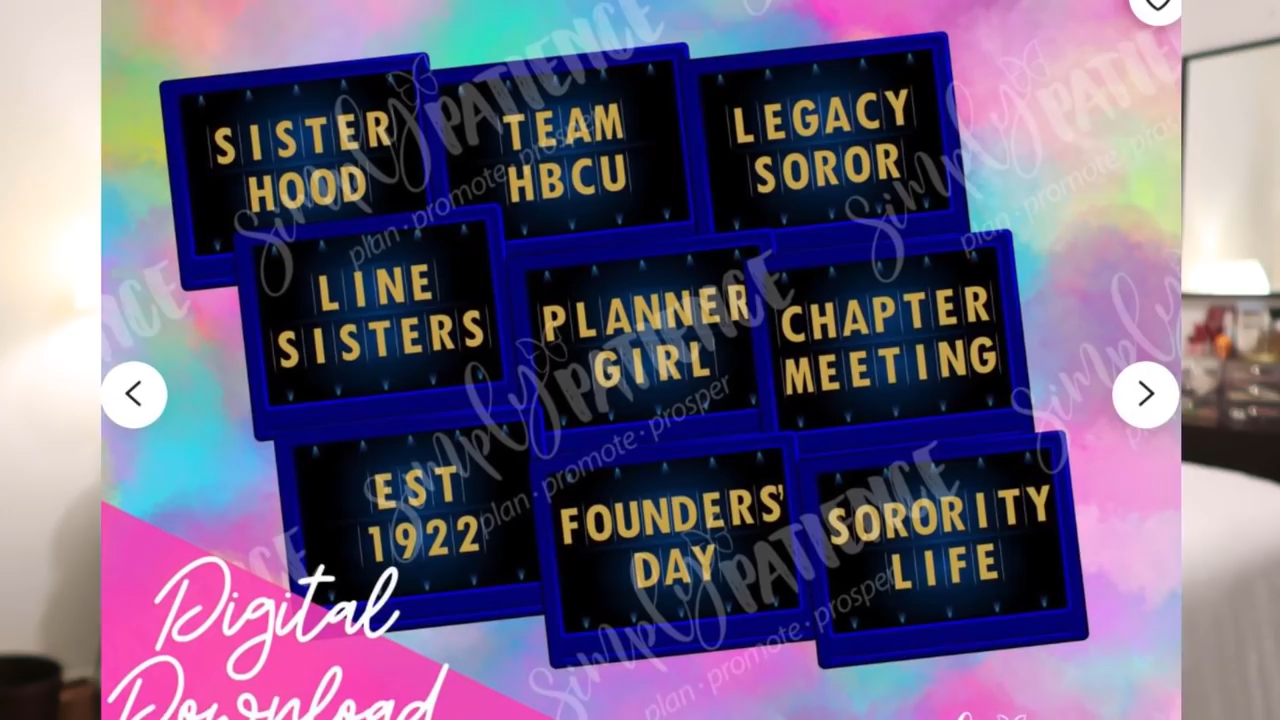 SISTER
HOOD
TEAM
HBCU
LEGACY
SOROR
LINE
SISTERS
PLANNER
GIRL
CHAPTER
MEETING
EST
1922
FOUNDERS'
DAY
SORORITY
LIFE
Simply
PATIENCE
plan · promote · prosper
Digital
Download